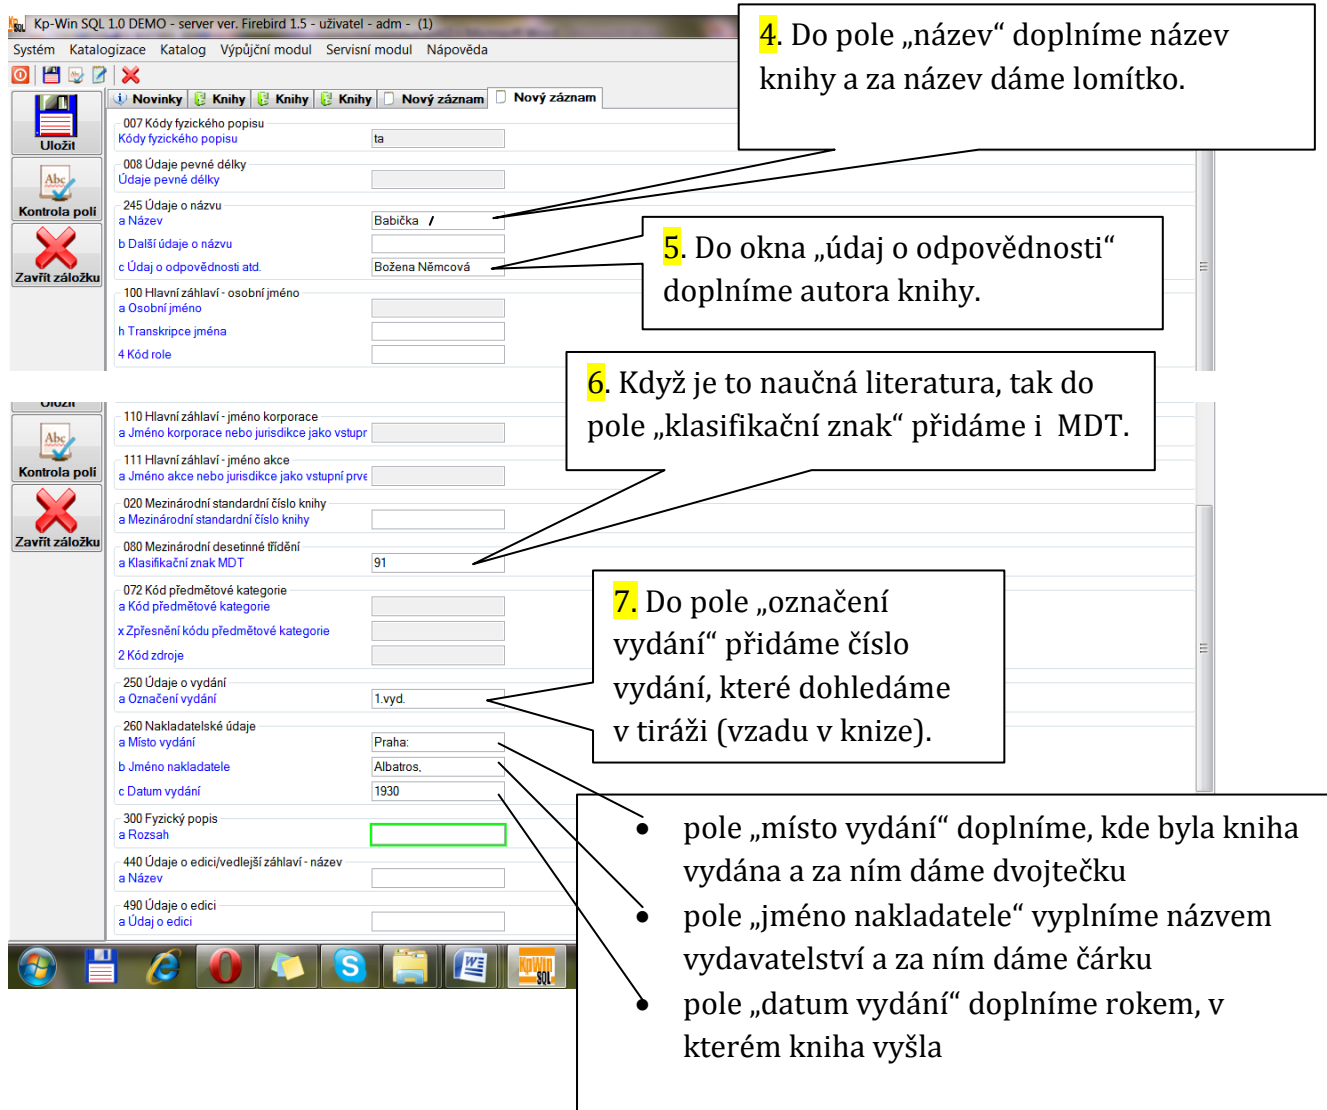 Kp-Win SQL 1.0 DEMO - server ver. Firebird 1.5 - uživatel - adm - (1)
Systém Katalogizace Katalog Výpůjční modul Servisní modul Nápověda
Novinky Knihy Knihy Knihy Nový záznam Nový záznam
Uložit
Kontrola polí
Zavřít záložku
007 Kódy fyzického popisu
Kódy fyzického popisu ta
008 Údaje pevné délky
Údaje pevné délky
245 Údaje o názvu
a Název Babička /
b Další údaje o názvu
c Údaj o odpovědnosti atd. Božena Němcová
100 Hlavní záhlaví - osobní jméno
a Osobní jméno
h Transkripce jména
4 Kód role
4. Do pole „název“ doplníme název
knihy a za název dáme lomítko.
5. Do okna „údaj o odpovědnosti“
doplníme autora knihy.
6. Když je to naučná literatura, tak do
pole „klasifikační znak“ přidáme i MDT.
Uložit
Abc
Kontrola polí
Zavřít záložku
110 Hlavní záhlaví - jméno korporace
a Jméno korporace nebo jurisdikce jako vstupr
111 Hlavní záhlaví - jméno akce
a Jméno akce nebo jurisdikce jako vstupní prve
020 Mezinárodní standardní číslo knihy
a Mezinárodní standardní číslo knihy
080 Mezinárodní desetinné třídění
a Klasifikační znak MDT 91
072 Kód předmětové kategorie
a Kód předmětové kategorie
x Zpřesnění kódu předmětové kategorie
2 Kód zdroje
250 Údaje o vydání
a Označení vydání 1.vyd.
260 Nakladatelské údaje
a Místo vydání Praha:
b Jméno nakladatele Albatros,
c Datum vydání 1930
300 Fyzický popis
a Rozsah
440 Údaje o edici/vedlejší záhlaví - název
a Název
490 Údaje o edici
a Údaj o edici
7. Do pole „označení
vydání“ přidáme číslo
vydání, které dohledáme
v tiráži (vzadu v knize).
• pole „místo vydání“ doplníme, kde byla kniha
vydána a za ním dáme dvojtečku
• pole „jméno nakladatele“ vyplníme názvem
vydavatelství a za ním dáme čárku
• pole „datum vydání“ doplníme rokem, v
kterém kniha vyšla
KpWin
SQL